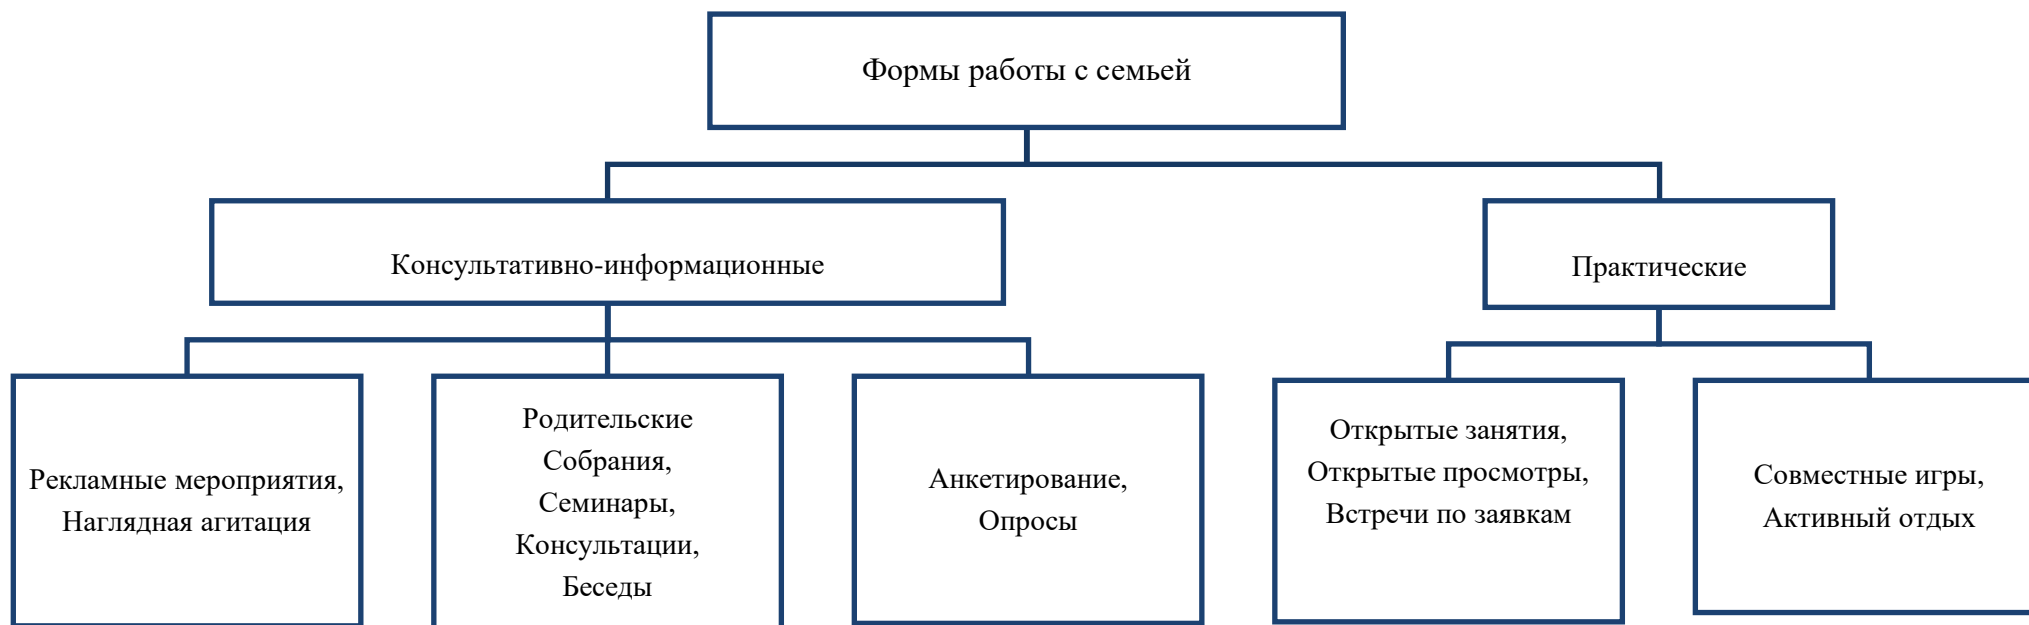 Формы работы с семьей
Консультативно-информационные
Практические
Рекламные мероприятия,
Наглядная агитация
Родительские
Собрания,
Семинары,
Консультации,
Беседы
Анкетирование,
Опросы
Открытые занятия,
Открытые просмотры,
Встречи по заявкам
Совместные игры,
Активный отдых